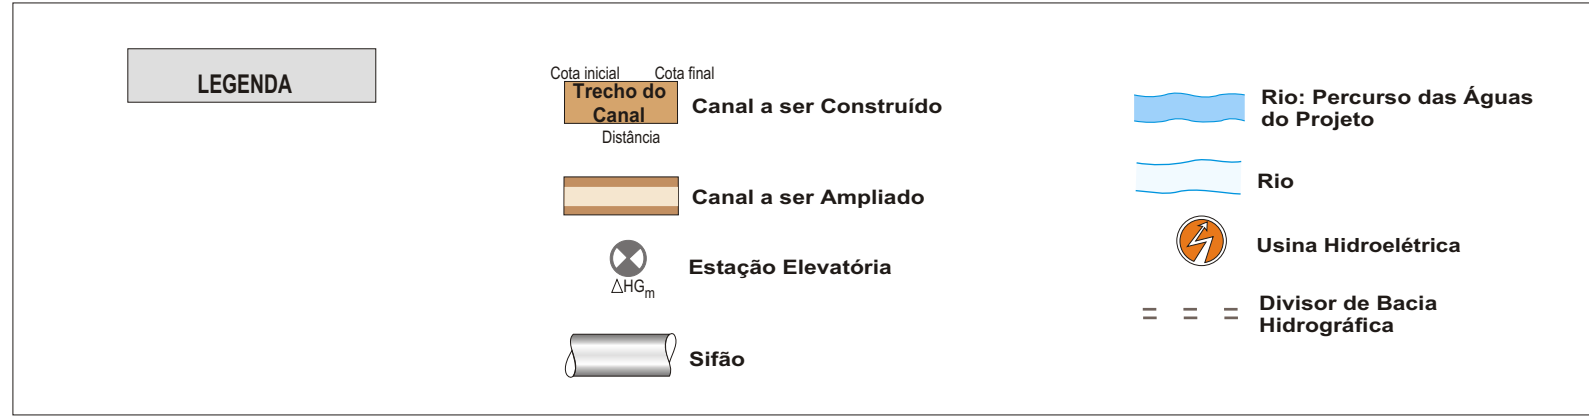 LEGENDA
Cota inicial Cota final
Trecho do
Canal
Distância
Canal a ser Construído
Canal a ser Ampliado
Estação Elevatória
△HGm
Sifão
Rio: Percurso das Águas
do Projeto
Rio
Usina Hidroelétrica
Divisor de Bacia
Hidrográfica